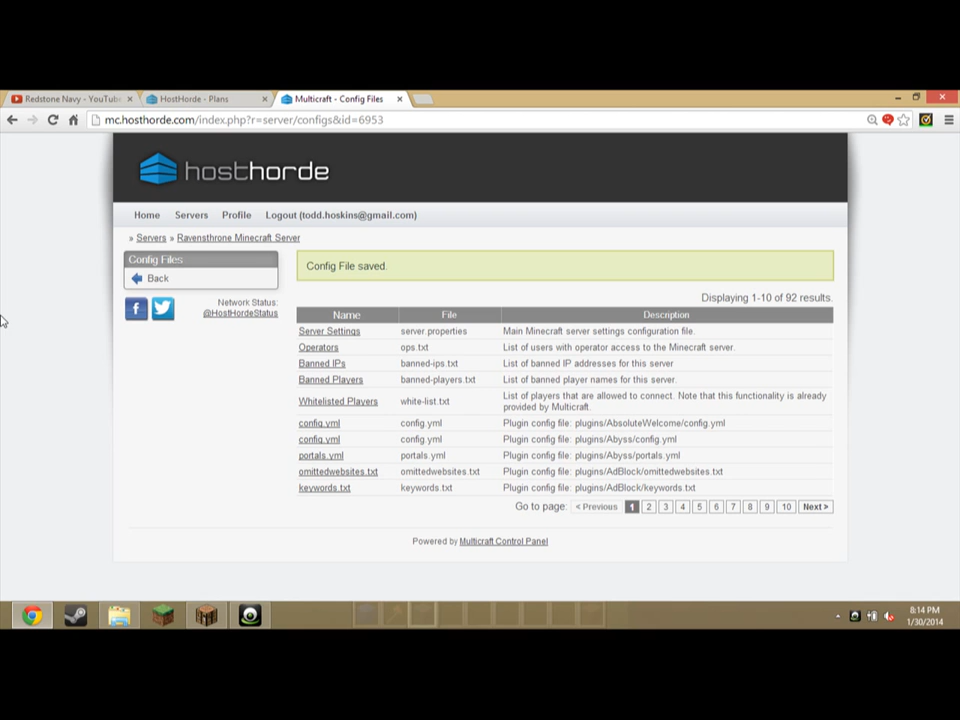 Redstone Navy - YouTube
HostHorde - Plans
Multicraft - Config Files
mc.hosthorde.com/index.php?r=server/configs&id=6953
hosthorde
Home Servers Profile Logout (todd.hoskins@gmail.com)
» Servers » Ravensthrone Minecraft Server
Config Files
Back
Network Status:
@HostHordeStatus
Config File saved.
Displaying 1-10 of 92 results.
Name File Description
Server Settings server.properties Main Minecraft server settings configuration file.
Operators ops.txt List of users with operator access to the Minecraft server.
Banned IPs banned-ips.txt List of banned IP addresses for this server
Banned Players banned-players.txt List of banned player names for this server.
Whitelisted Players white-list.txt List of players that are allowed to connect. Note that this functionality is already
provided by Multicraft.
config.yml config.yml Plugin config file: plugins/AbsoluteWelcome/config.yml
config.yml config.yml Plugin config file: plugins/Abyss/config.yml
portals.yml portals.yml Plugin config file: plugins/Abyss/portals.yml
omittedwebsites.txt omittedwebsites.txt Plugin config file: plugins/AdBlock/omittedwebsites.txt
keywords.txt keywords.txt Plugin config file: plugins/AdBlock/keywords.txt
Go to page: < Previous 1 2 3 4 5 6 7 8 9 10 Next >
Powered by Multicraft Control Panel
8:14 PM
1/30/2014